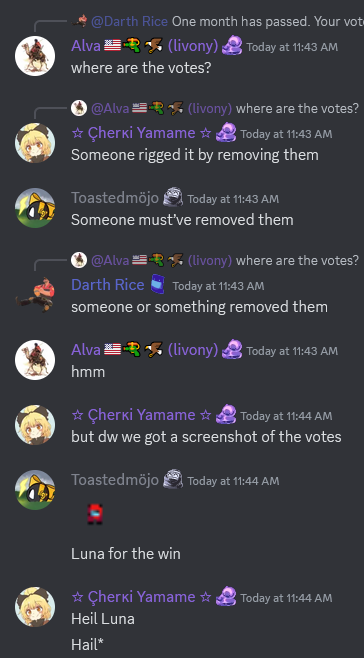 @Darth Rice One month has passed. Your vot
Alva (livony) Today at 11:43 AM
where are the votes?
@Alva (livony) where are the votes?
☆ Çherкi Yamame ☆ Today at 11:43 AM
Someone rigged it by removing them
Toastedmöjo Today at 11:43 AM
Someone must've removed them
@Alva (livony) where are the votes?
Darth Rice Today at 11:43 AM
someone or something removed them
Alva (livony) Today at 11:43 AM
hmm
☆ Çherкi Yamame ☆ Today at 11:44 AM
but dw we got a screenshot of the votes
Toastedmöjo Today at 11:44 AM
Luna for the win
☆ Çherкi Yamame ☆ Today at 11:44 AM
Heil Luna
Hail*